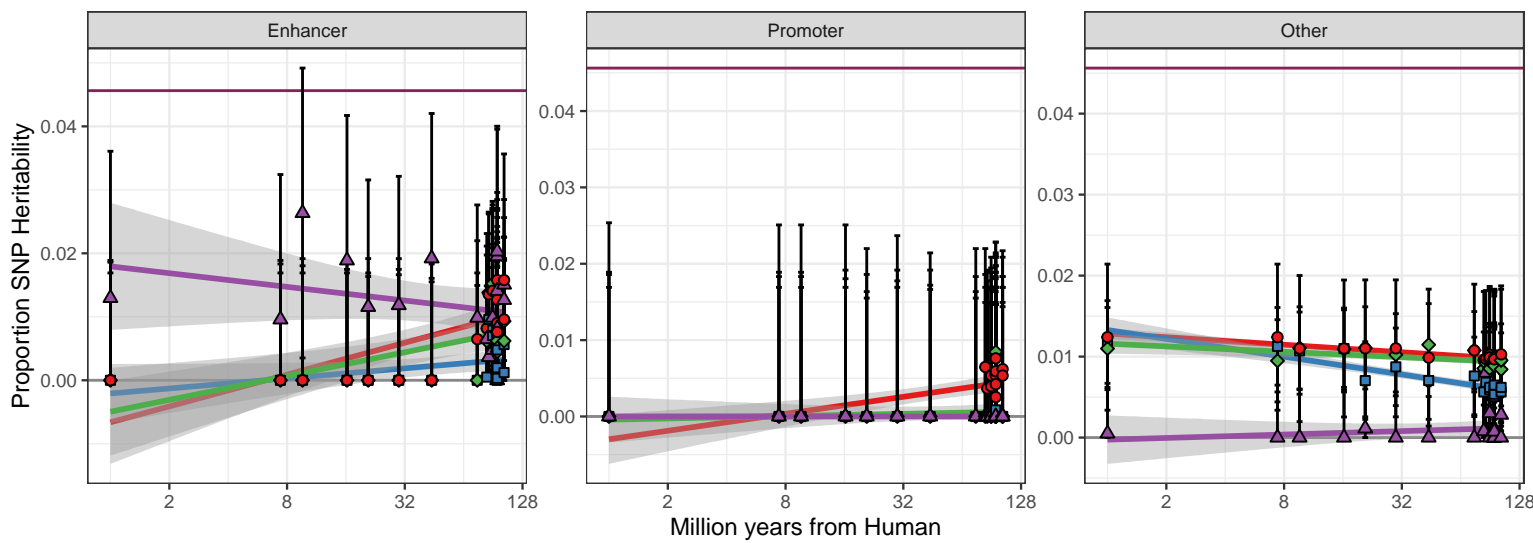 Enhancer
Promoter
Other
Proportion SNP Heritability
0.04
0.02
0.00
0.04
0.03
0.02
0.01
0.00
0.04
0.03
0.02
0.01
0.00
2 8 32 128
2 8 32 128
2 8 32 128
Million years from Human